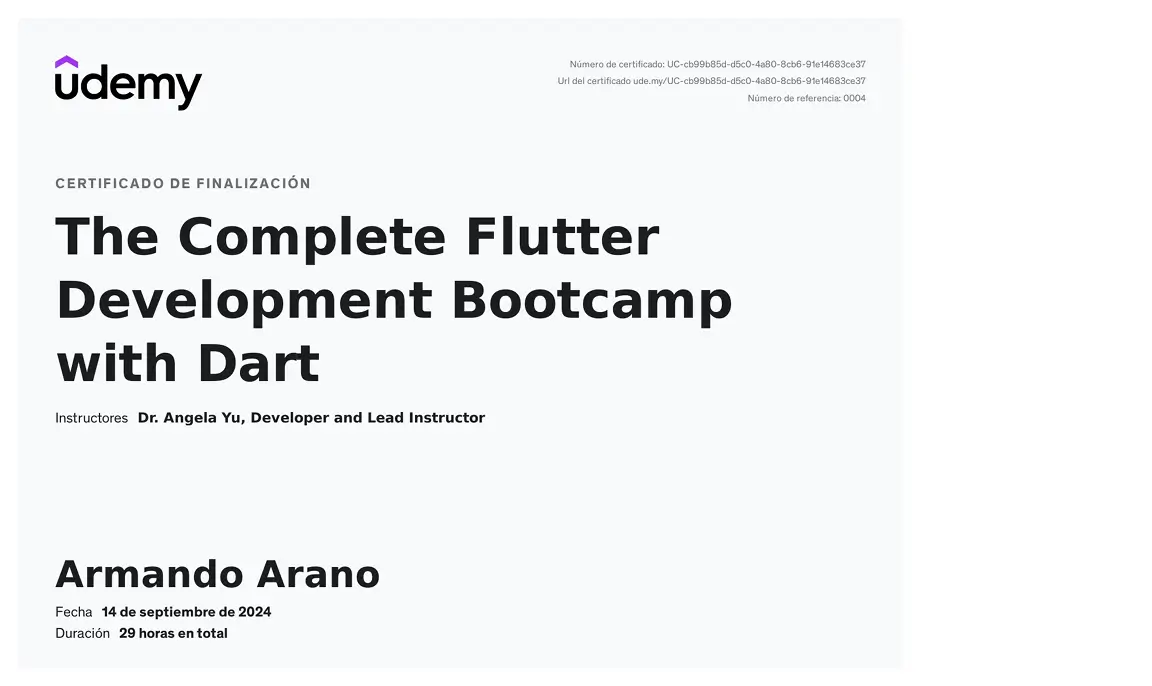 udemy
Número de certificado: UC-cb99b85d-d5c0-4a80-8cb6-91e14683ce37
Url del certificado ude.my/UC-cb99b85d-d5c0-4a80-8cb6-91e14683ce37
Número de referencia: 0004
CERTIFICADO DE FINALIZACIÓN
The Complete Flutter
Development Bootcamp
with Dart
Instructores Dr. Angela Yu, Developer and Lead Instructor
Armando Arano
Fecha 14 de septiembre de 2024
Duración 29 horas en total